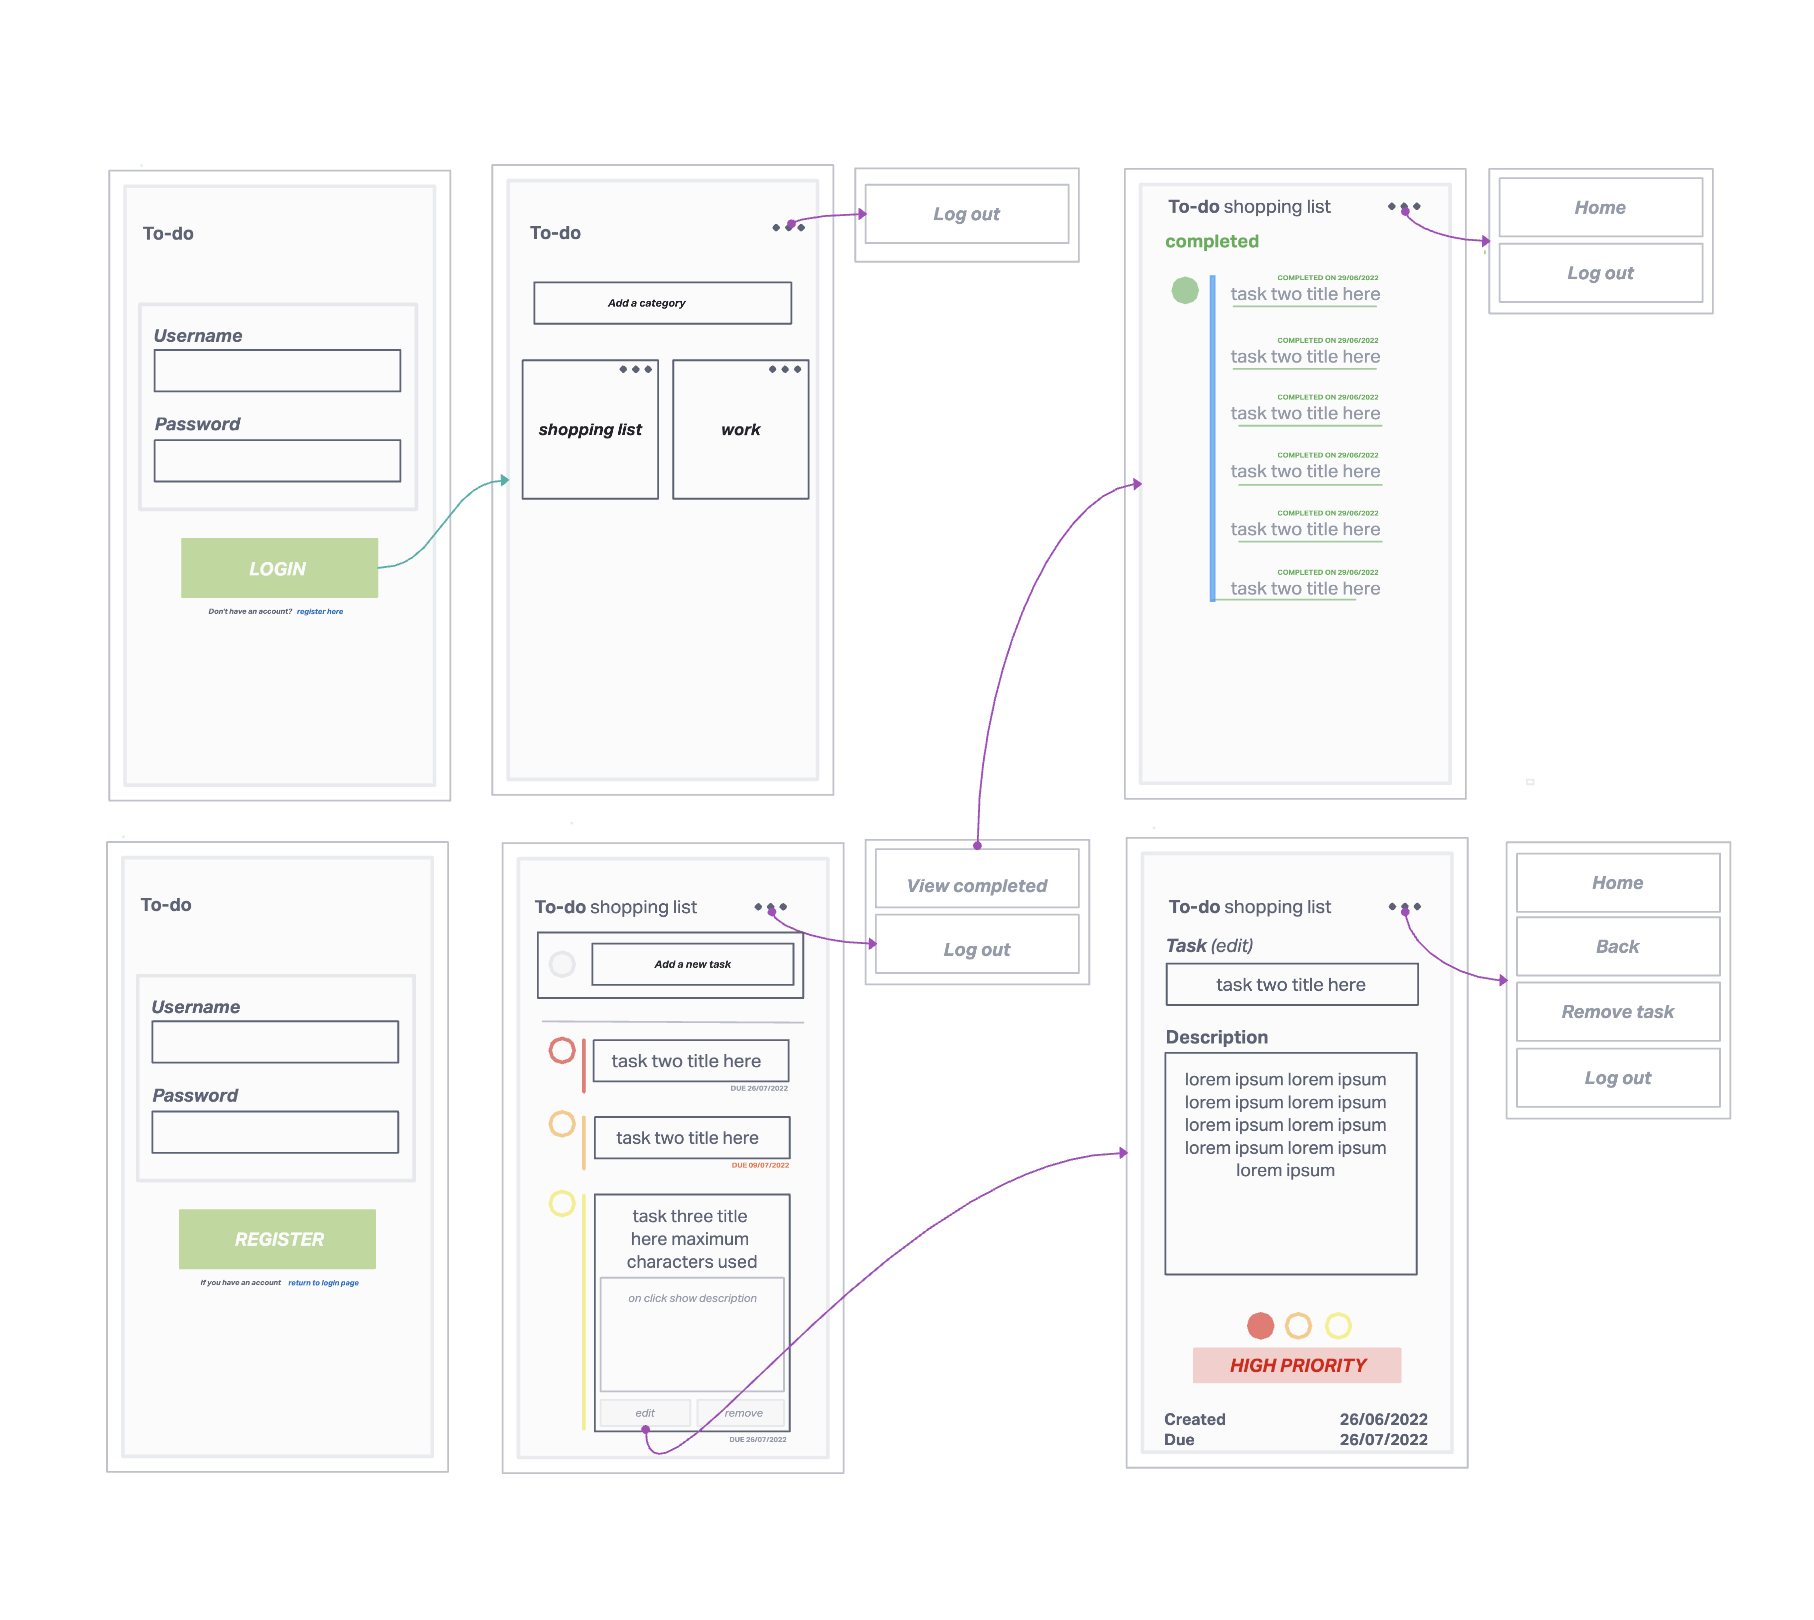 To-do
Username
Password
LOGIN
Don't have an account? register here
To-do
Add a category
shopping list
work
Log out
To-do shopping list
completed
COMPLETED ON 29/06/2022
task two title here
COMPLETED ON 29/06/2022
task two title here
COMPLETED ON 29/06/2022
task two title here
COMPLETED ON 29/06/2022
task two title here
COMPLETED ON 29/06/2022
task two title here
COMPLETED ON 29/06/2022
task two title here
Home
Log out
To-do
Username
Password
REGISTER
If you have an account return to login page
To-do shopping list
Add a new task
task two title here
DUE 26/07/2022
task two title here
DUE 09/07/2022
task three title
here maximum
characters used
on click show description
edit
remove
DUE 26/07/2022
View completed
Log out
To-do shopping list
Task (edit)
task two title here
Description
lorem ipsum lorem ipsum
lorem ipsum lorem ipsum
lorem ipsum lorem ipsum
lorem ipsum lorem ipsum
lorem ipsum
HIGH PRIORITY
Created 26/06/2022
Due 26/07/2022
Home
Back
Remove task
Log out